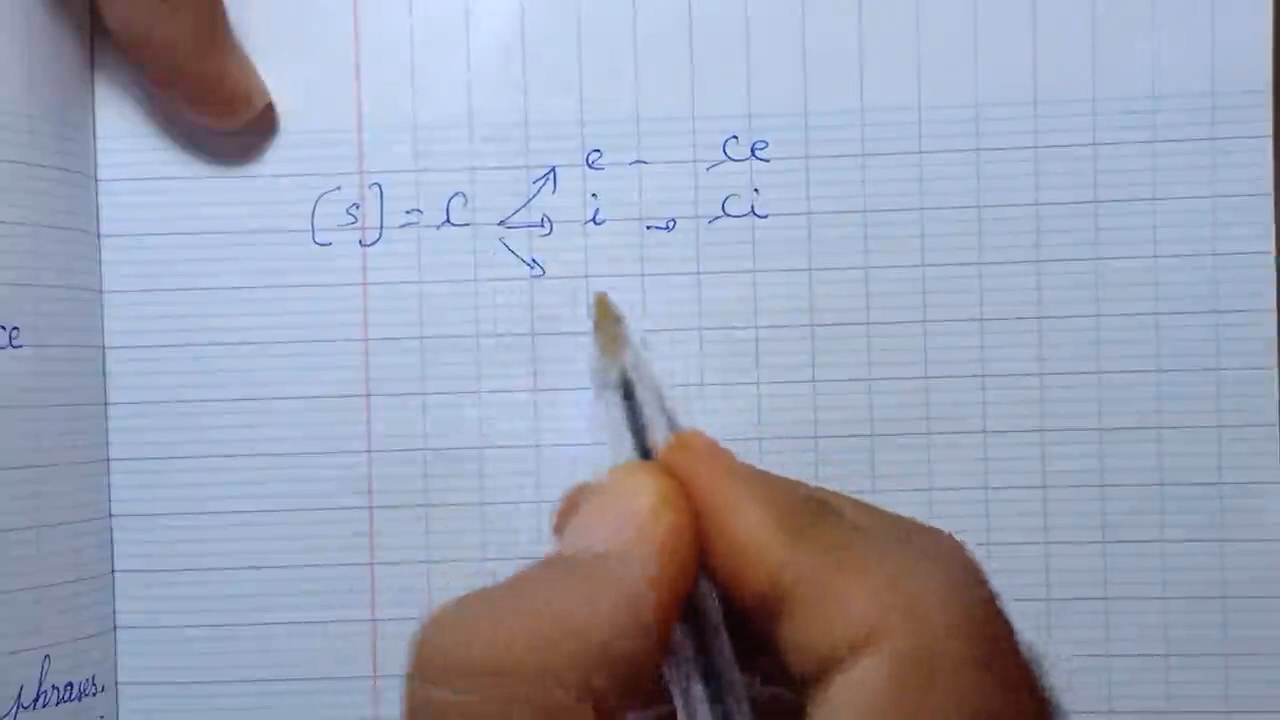 e - Ce
[s] = C i → Ci
ce
phrases.